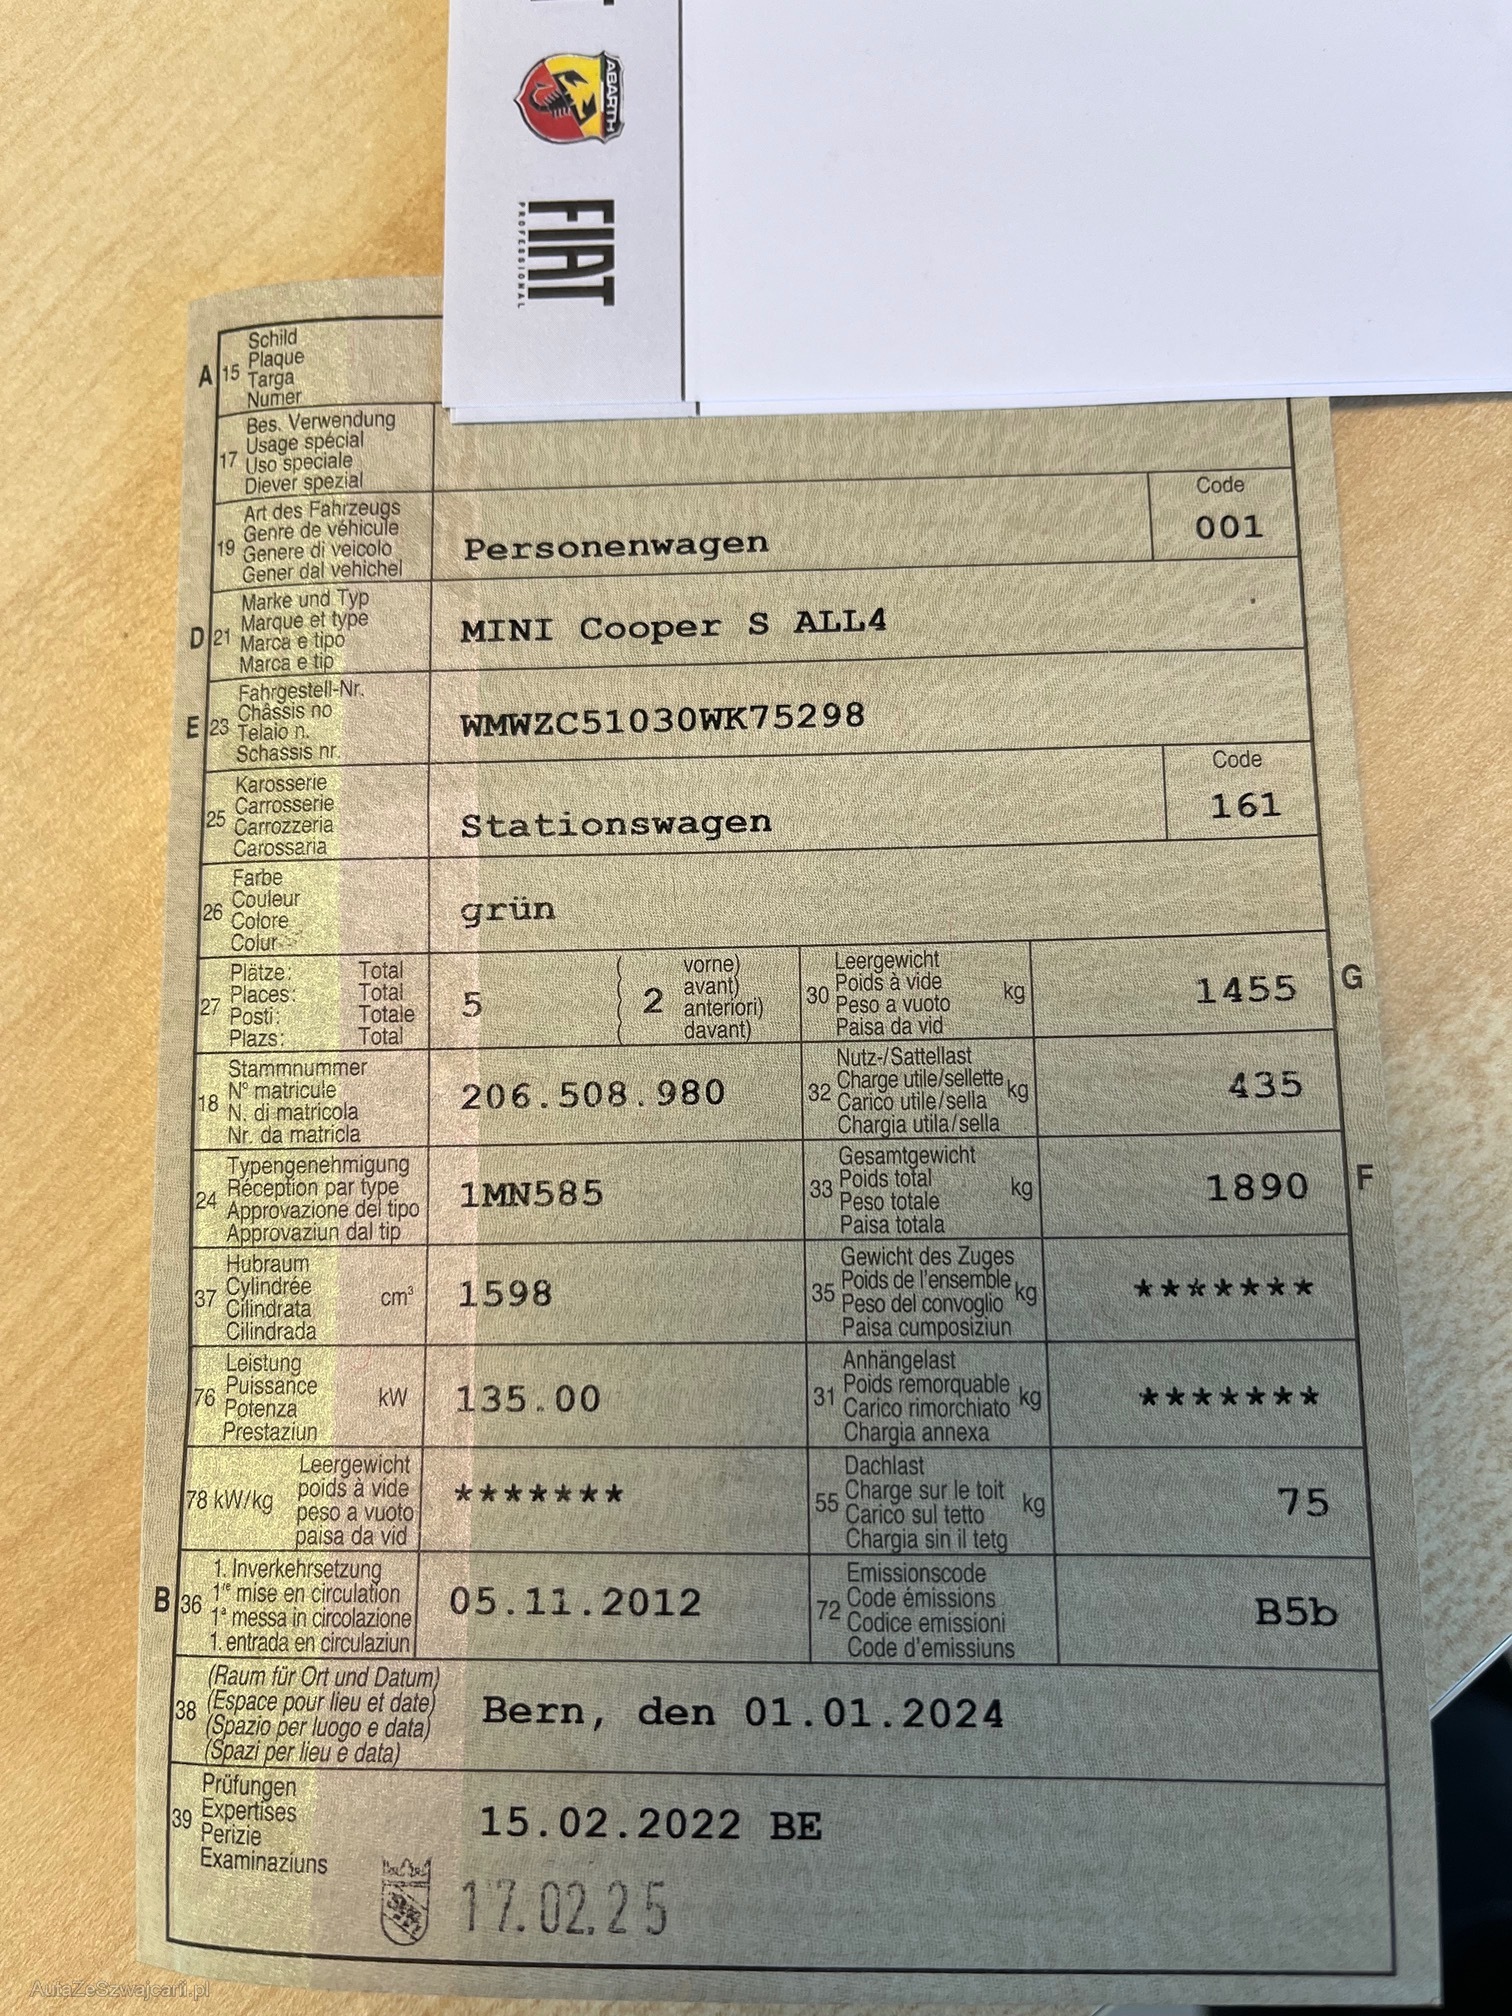 ABARTH
FIAT
PROFESSIONAL
A 15 Schild
Plaque
Targa
Numer
17 Bes. Verwendung
Usage spécial
Uso speciale
Diever spezial
19 Art des Fahrzeugs
Genre de véhicule
Genere di veicolo
Gener dal vehichel
Personenwagen
Code
001
D 21 Marke und Typ
Marque et type
Marca e tipo
Marca e tip
MINI Cooper S ALL4
E 23 Fahrgestell-Nr.
Châssis no
Telaio n.
Schassis nr.
WMWZC51030WK75298
25 Karosserie
Carrosserie
Carrozzeria
Carossaria
Stationswagen
Code
161
26 Farbe
Couleur
Colore
Colur
grün
27 Plätze: Total
Places: Total
Posti: Totale
Plazs: Total
5 ( 2 vorne)
( avant)
( anteriori)
( davant)
30 Leergewicht
Poids à vide
Peso a vuoto
Paisa da vid
kg
1455
G
18 Stammnummer
N° matricule
N. di matricola
Nr. da matricla
206.508.980
32 Nutz-/Sattellast
Charge utile/sellette
Carico utile/sella
Chargia utila/sella
kg
435
24 Typengenehmigung
Réception par type
Approvazione del tipo
Approvaziun dal tip
1MN585
33 Gesamtgewicht
Poids total
Peso totale
Paisa totala
kg
1890
F
37 Hubraum
Cylindrée
Cilindrata
Cilindrada
cm³
1598
35 Gewicht des Zuges
Poids de l'ensemble
Peso del convoglio
Paisa cumposiziun
kg
*******
76 Leistung
Puissance
Potenza
Prestaziun
kW
135.00
31 Anhängelast
Poids remorquable
Carico rimorchiato
Chargia annexa
kg
*******
78 kW/kg
Leergewicht
poids à vide
peso a vuoto
paisa da vid
*******
55 Dachlast
Charge sur le toit
Carico sul tetto
Chargia sin il tetg
kg
75
B 36 1. Inverkehrsetzung
1re mise en circulation
1a messa in circolazione
1. entrada en circulaziun
05.11.2012
72 Emissionscode
Code émissions
Codice emissioni
Code d'emissiuns
B5b
38 (Raum für Ort und Datum)
(Espace pour lieu et date)
(Spazio per luogo e data)
(Spazi per lieu e data)
Bern, den 01.01.2024
39 Prüfungen
Expertises
Perizie
Examinaziuns
15.02.2022 BE
17.02.25
AutaZeSzwajcarii.pl